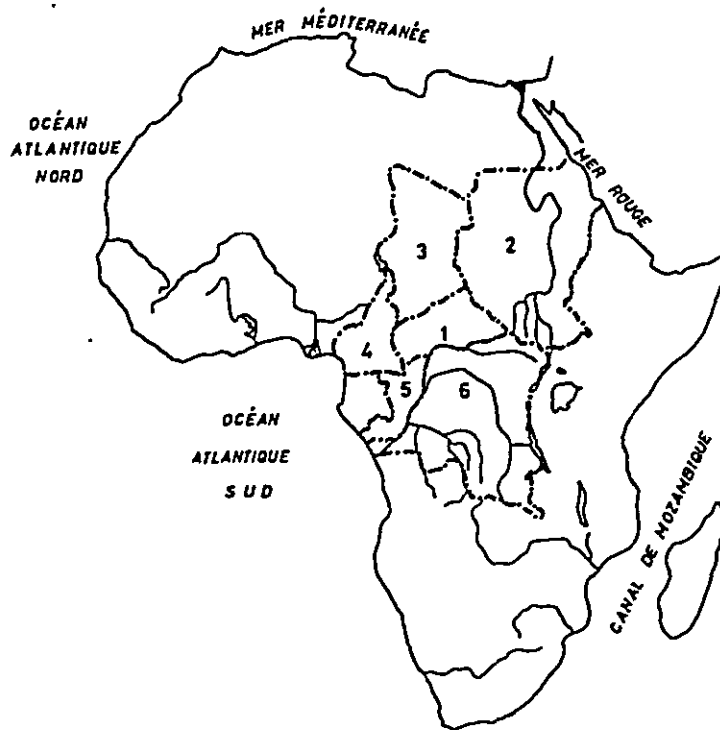 MER MÉDITERRANÉE
OCÉAN
ATLANTIQUE
NORD
MER ROUGE
3
2
1
4
5
6
OCÉAN
ATLANTIQUE
SUD
CANAL DE MOZAMBIQUE